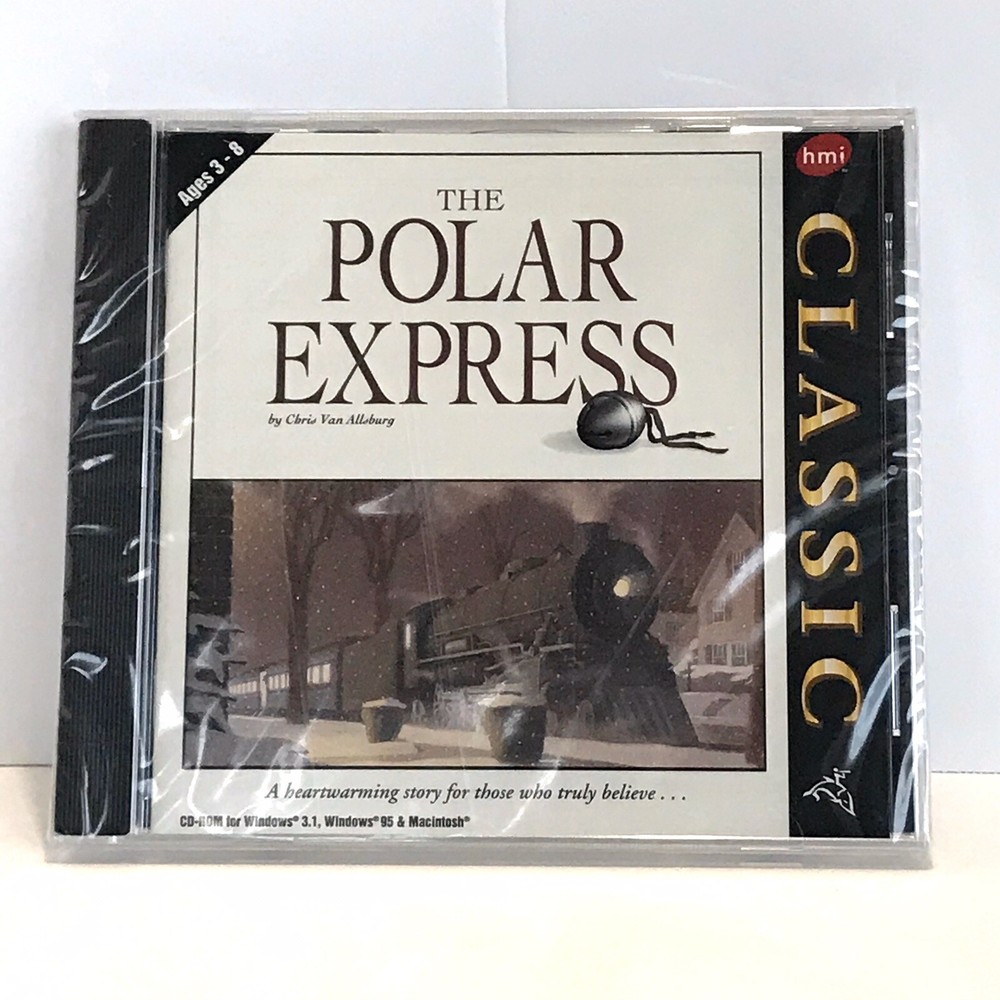 Ages 3 - 8
THE
POLAR
EXPRESS
by Chris Van Allsburg
A heartwarming story for those who truly believe . . .
CD-ROM for Windows® 3.1, Windows® 95 & Macintosh®
hmi
CLASSIC